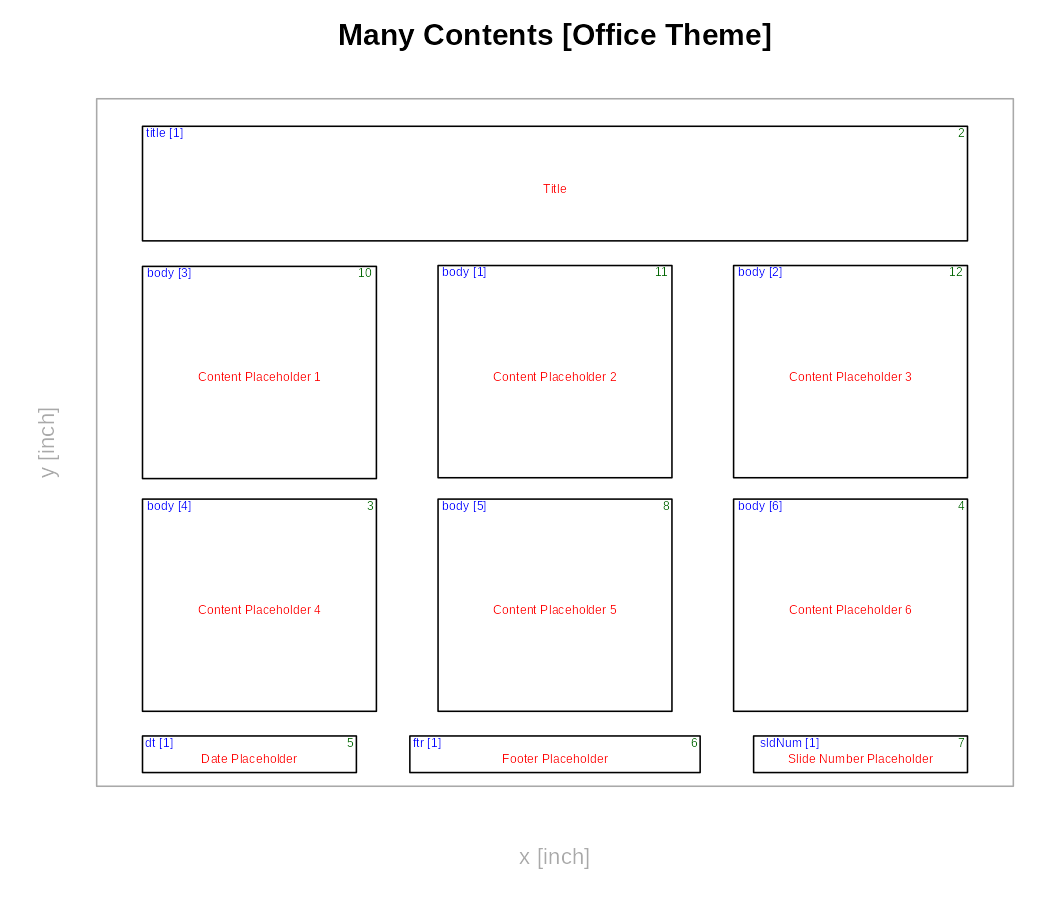 Many Contents [Office Theme]
title [1] 2
Title
body [3] 10 body [1] 11 body [2] 12
Content Placeholder 1 Content Placeholder 2 Content Placeholder 3
y [inch]
body [4] 3 body [5] 8 body [6] 4
Content Placeholder 4 Content Placeholder 5 Content Placeholder 6
dt [1] 5 ftr [1] 6 sldNum [1] 7
Date Placeholder Footer Placeholder Slide Number Placeholder
x [inch]